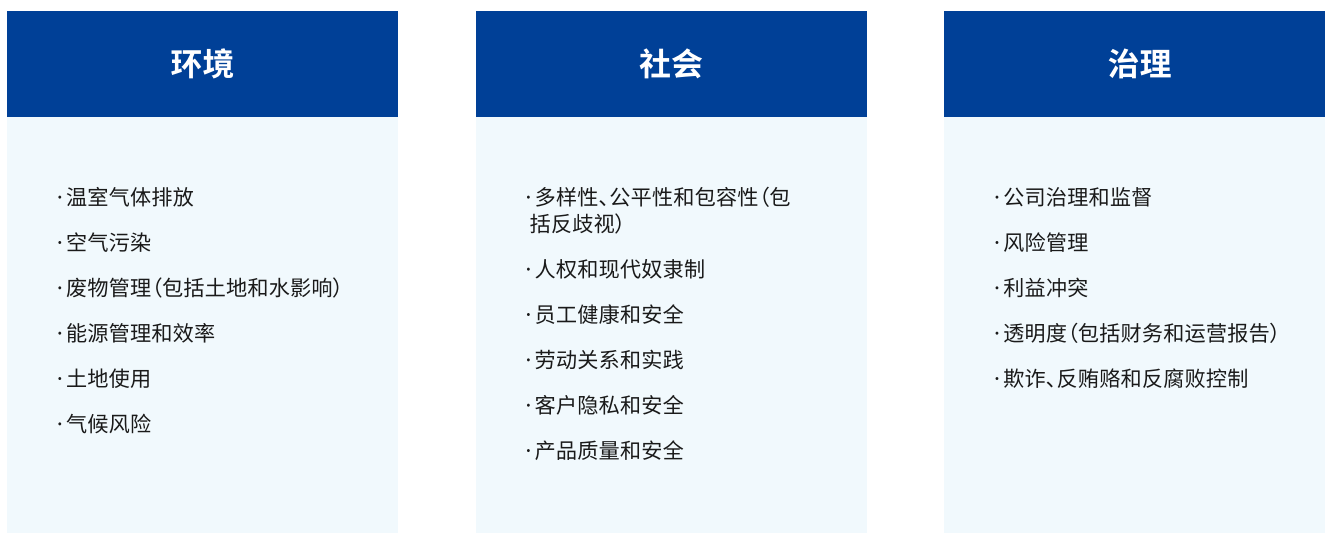 环境
·温室气体排放
·空气污染
·废物管理（包括土地和水影响）
·能源管理和效率
·土地使用
·气候风险
社会
·多样性、公平性和包容性（包
括反歧视）
·人权和现代奴隶制
·员工健康和安全
·劳动关系和实践
·客户隐私和安全
·产品质量和安全
治理
·公司治理和监督
·风险管理
·利益冲突
·透明度（包括财务和运营报告）
·欺诈、反贿赂和反腐败控制